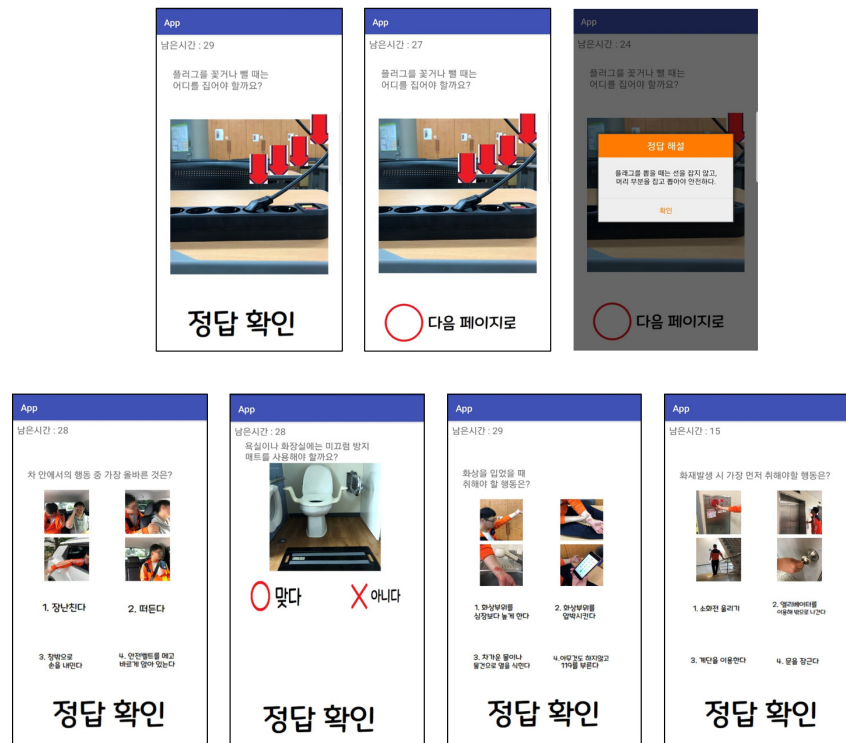 App
남은시간 : 29
플러그를 꽂거나 뺄 때는
어디를 집어야 할까요?
정답 확인
App
남은시간 : 27
플러그를 꽂거나 뺄 때는
어디를 집어야 할까요?
다음 페이지로
App
남은시간 : 24
플러그를 꽂거나 뺄 때는
어디를 집어야 할까요?
정답 해설
플래그를 뽑을 때는 선을 잡지 않고,
머리 부분을 잡고 뽑아야 안전하다.
확인
다음 페이지로
App
남은시간 : 28
차 안에서의 행동 중 가장 올바른 것은?
1. 장난친다
2. 떠든다
3. 창밖으로
손을 내민다
4. 안전벨트를 메고
바르게 앉아 있는다
정답 확인
App
남은시간 : 28
욕실이나 화장실에는 미끄럼 방지
매트를 사용해야 할까요?
맞다
아니다
정답 확인
App
남은시간 : 29
화상을 입었을 때
취해야 할 행동은?
1. 화상부위를
심장보다 높게 한다
2. 화상부위를
압박시킨다
3. 차가운 물이나
물건으로 열을 식힌다
4.아무것도 하지않고
119를 부른다
정답 확인
App
남은시간 : 15
화재발생 시 가장 먼저 취해야할 행동은?
1. 소화전 울리기
2. 엘리베이터를
이용해 밖으로 나간다
3. 계단을 이용한다
4. 문을 잠근다
정답 확인